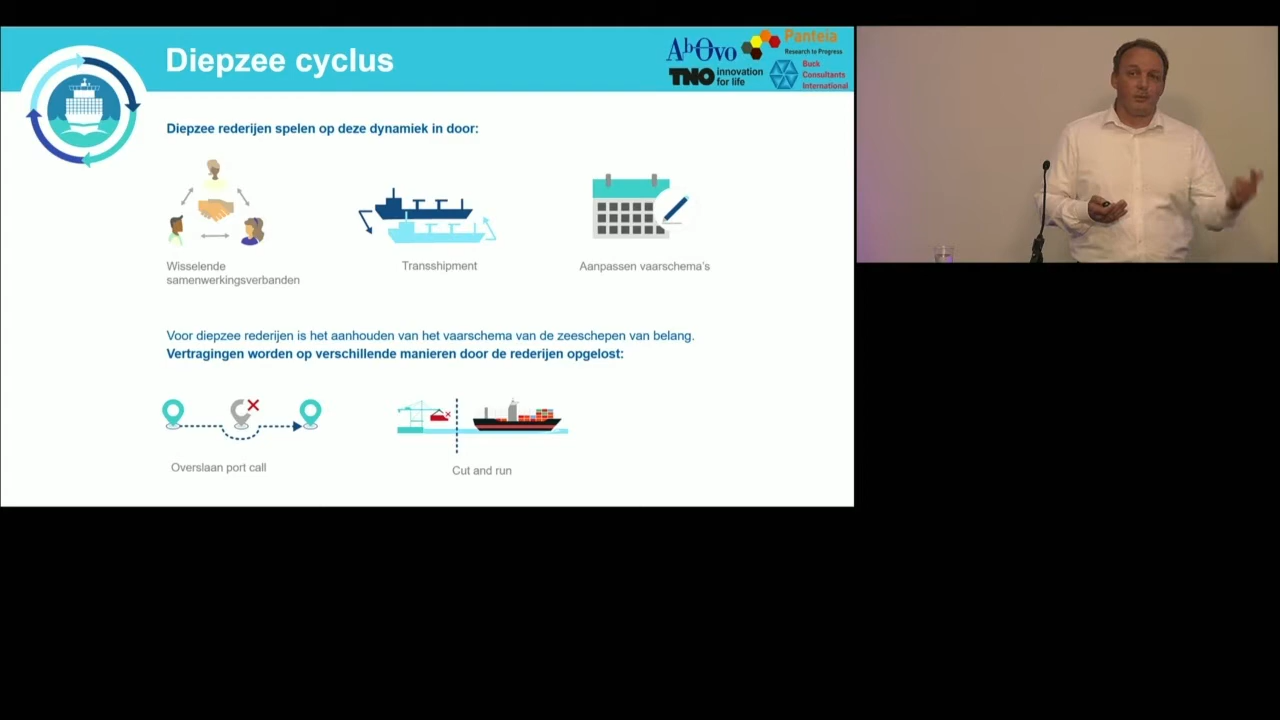 Diepzee cyclus
AbOvo
Panteia
Research to Progress
TNO innovation
for life
Buck
Consultants
International
Diepzee rederijen spelen op deze dynamiek in door:
Wisselende
samenwerkingsverbanden
Transshipment
Aanpassen vaarschema's
Voor diepzee rederijen is het aanhouden van het vaarschema van de zeeschepen van belang.
Vertragingen worden op verschillende manieren door de rederijen opgelost:
Overslaan port call
Cut and run